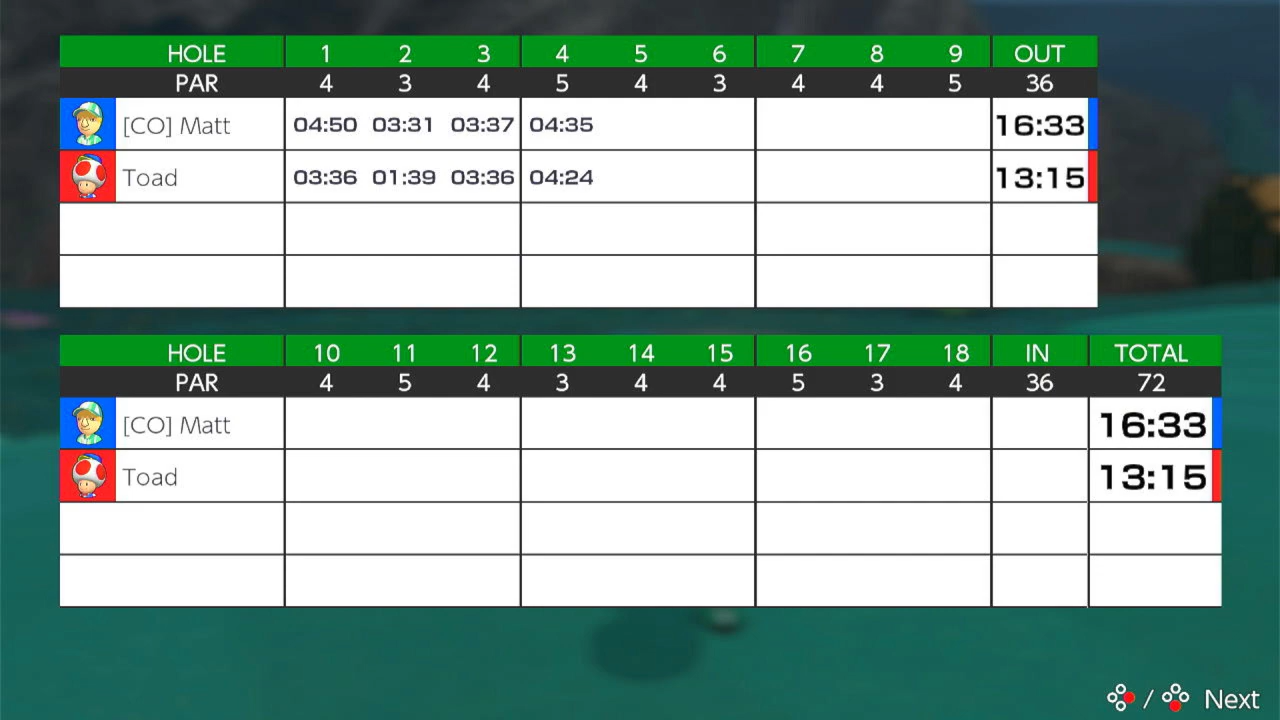 HOLE 1 2 3 4 5 6 7 8 9 OUT
PAR 4 3 4 5 4 3 4 4 5 36
[CO] Matt 04:50 03:31 03:37 04:35 16:33
Toad 03:36 01:39 03:36 04:24 13:15
HOLE 10 11 12 13 14 15 16 17 18 IN TOTAL
PAR 4 5 4 3 4 4 5 3 4 36 72
[CO] Matt 16:33
Toad 13:15
/ Next